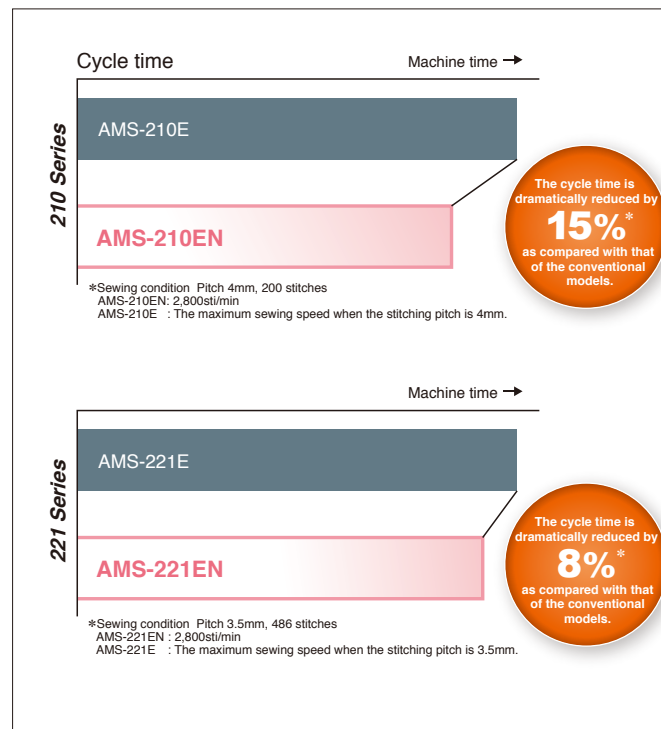 Cycle time
Machine time →
210 Series
AMS-210E
AMS-210EN
The cycle time is
dramatically reduced by
15%*
as compared with that
of the conventional
models.
*Sewing condition Pitch 4mm, 200 stitches
AMS-210EN: 2,800sti/min
AMS-210E : The maximum sewing speed when the stitching pitch is 4mm.
Machine time →
221 Series
AMS-221E
AMS-221EN
The cycle time is
dramatically reduced by
8%*
as compared with that
of the conventional
models.
*Sewing condition Pitch 3.5mm, 486 stitches
AMS-221EN : 2,800sti/min
AMS-221E : The maximum sewing speed when the stitching pitch is 3.5mm.